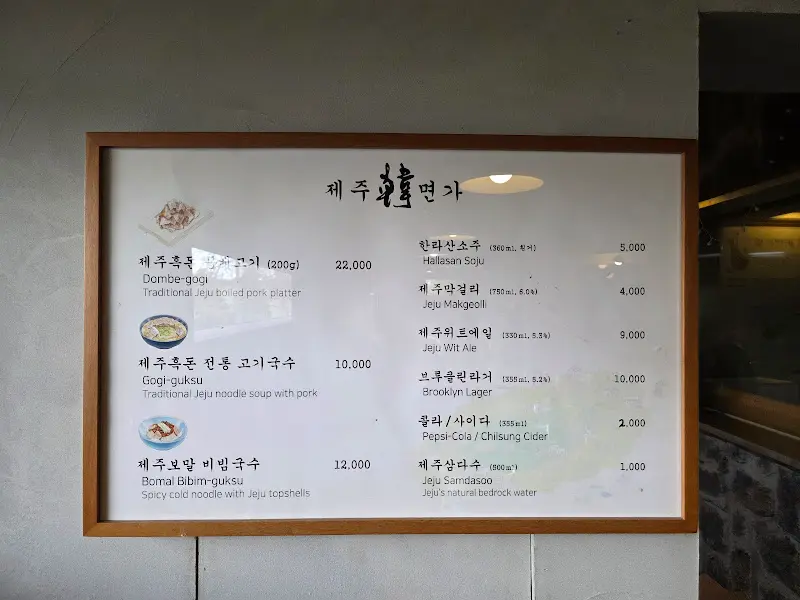 제주 韓 면가
제주흑돈 돔베고기 (200g) 22,000
Dombe-gogi
Traditional Jeju boiled pork platter
제주흑돈 전통 고기국수 10,000
Gogi-guksu
Traditional Jeju noodle soup with pork
제주보말 비빔국수 12,000
Bomal Bibim-guksu
Spicy cold noodle with Jeju topshells
한라산소주 (360ml, ) 5,000
Hallasan Soju
제주막걸리 (750ml, 6.0%) 4,000
Jeju Makgeolli
제주위트에일 (330ml, 5.3%) 9,000
Jeju Wit Ale
브루클린라거 (355ml, 5.2%) 10,000
Brooklyn Lager
콜라/사이다 (355ml) 2,000
Pepsi-Cola / Chilsung Cider
제주삼다수 1,000
Jeju Samdasoo
Jeju's natural bedrock water